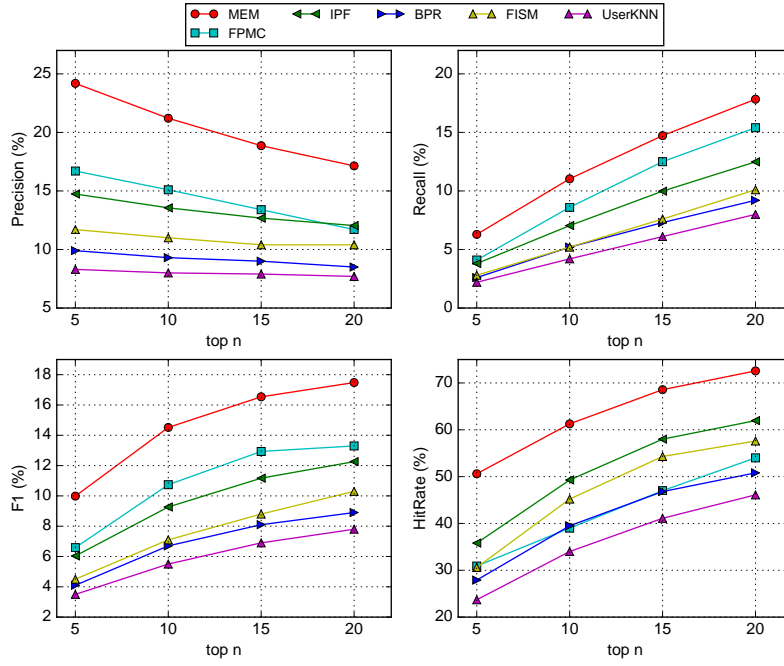 MEM IPF BPR FISM UserKNN
FPMC
25
20
15
10
5
Precision (%)
5 10 15 20
top n
20
15
10
5
0
Recall (%)
5 10 15 20
top n
18
16
14
12
10
8
6
4
2
F1 (%)
5 10 15 20
top n
70
60
50
40
30
20
HitRate (%)
5 10 15 20
top n